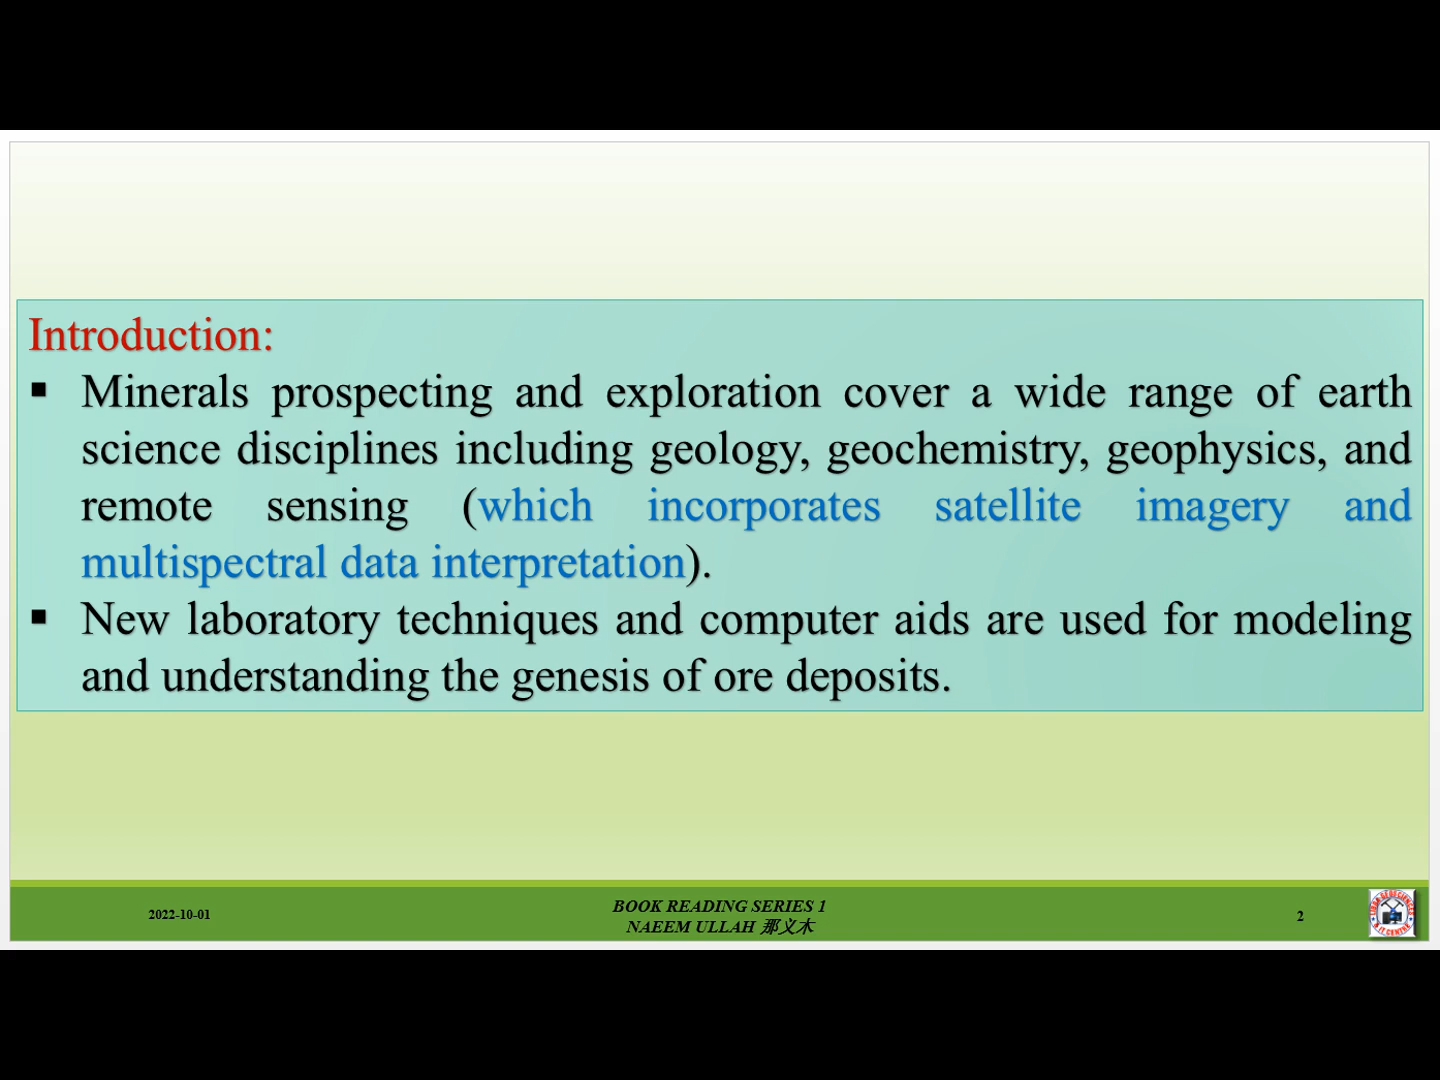 Introduction:
▪ Minerals prospecting and exploration cover a wide range of earth
science disciplines including geology, geochemistry, geophysics, and
remote sensing (which incorporates satellite imagery and
multispectral data interpretation).
▪ New laboratory techniques and computer aids are used for modeling
and understanding the genesis of ore deposits.
2022-10-01
BOOK READING SERIES 1
NAEEM ULLAH 那义木
2
GEOSCIENCES
& IT CENTRE